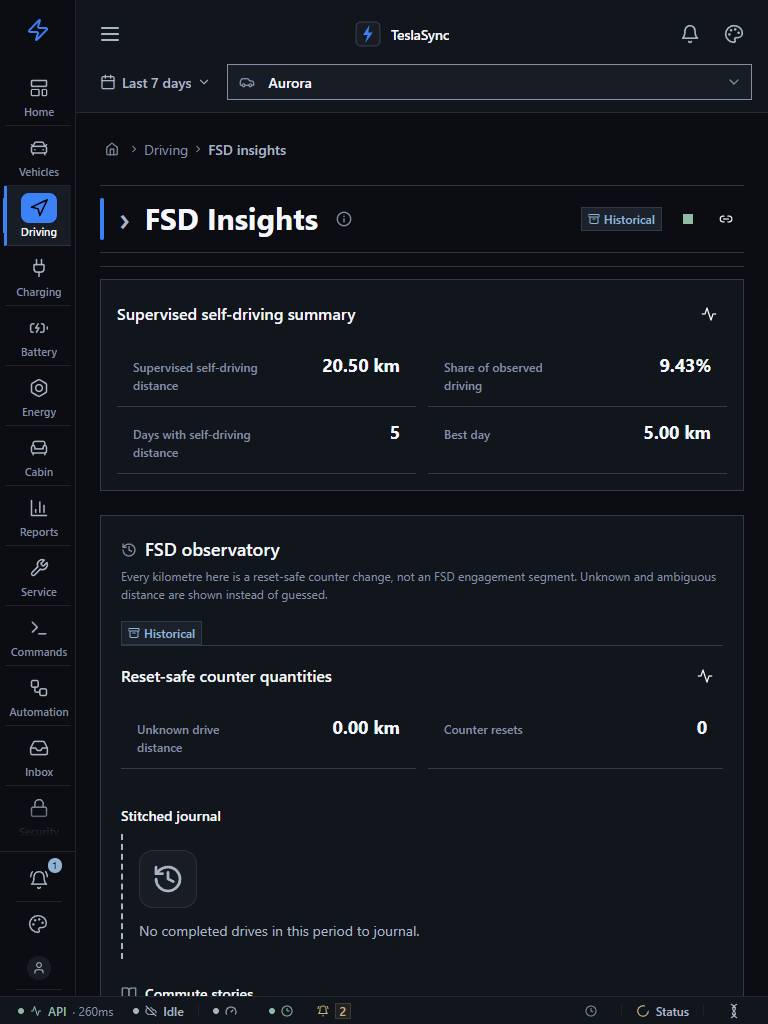 TeslaSync
Last 7 days
Aurora
Home
Vehicles
Driving
Charging
Battery
Energy
Cabin
Reports
Service
Commands
Automation
Inbox
Security
1
Driving
FSD insights
FSD Insights
Historical
Supervised self-driving summary
Supervised self-driving distance
20.50 km
Share of observed driving
9.43%
Days with self-driving distance
5
Best day
5.00 km
FSD observatory
Every kilometre here is a reset-safe counter change, not an FSD engagement segment. Unknown and ambiguous
distance are shown instead of guessed.
Historical
Reset-safe counter quantities
Unknown drive distance
0.00 km
Counter resets
0
Stitched journal
No completed drives in this period to journal.
Commute stories
API · 260ms
Idle
2
Status